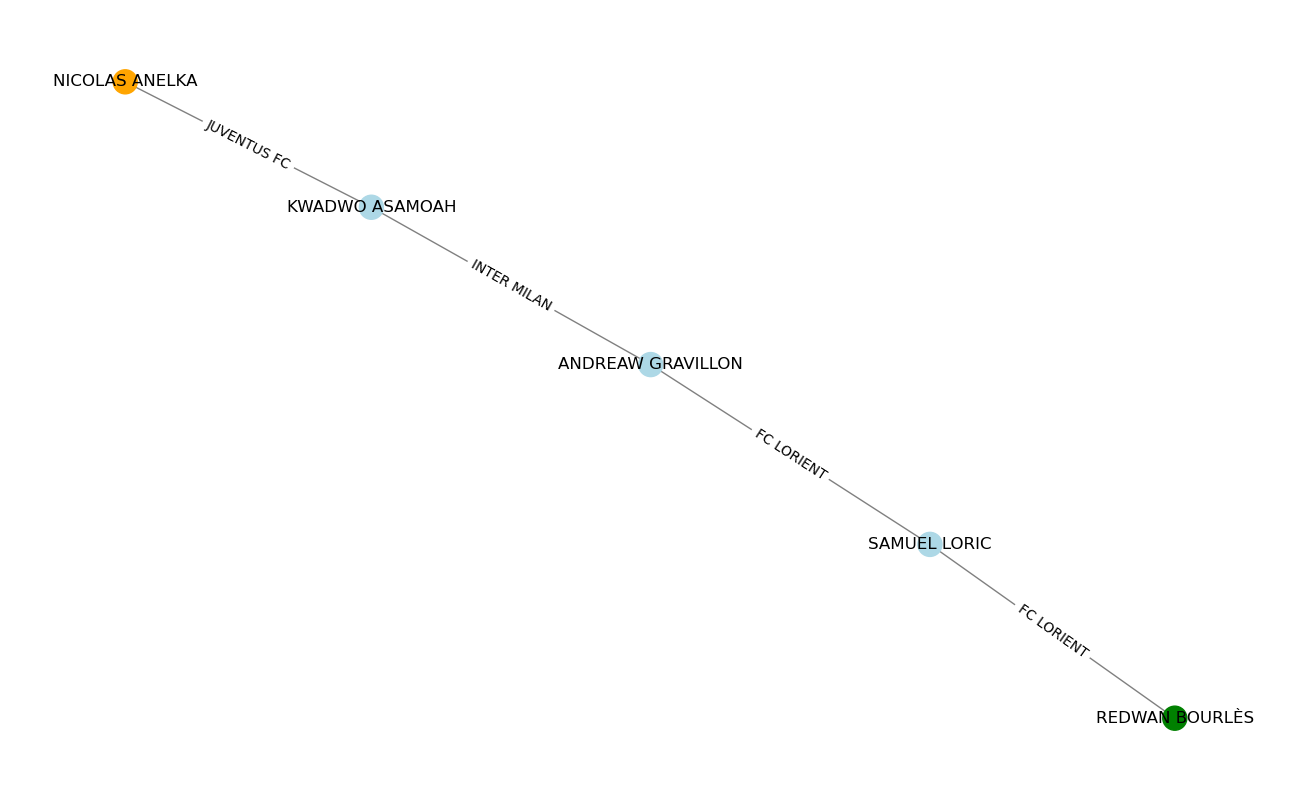 NICOLAS ANELKA
JUVENTUS FC
KWADWO ASAMOAH
INTER MILAN
ANDREAW GRAVILLON
FC LORIENT
SAMUEL LORIC
FC LORIENT
REDWAN BOURLÈS